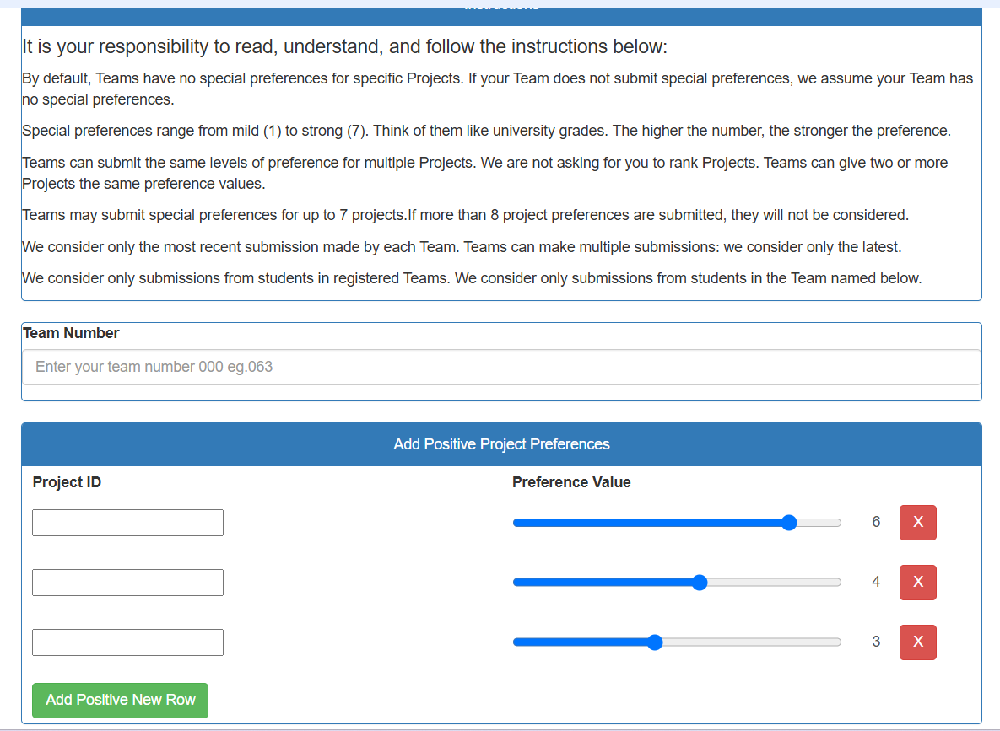 It is your responsibility to read, understand, and follow the instructions below:
By default, Teams have no special preferences for specific Projects. If your Team does not submit special preferences, we assume your Team has
no special preferences.
Special preferences range from mild (1) to strong (7). Think of them like university grades. The higher the number, the stronger the preference.
Teams can submit the same levels of preference for multiple Projects. We are not asking for you to rank Projects. Teams can give two or more
Projects the same preference values.
Teams may submit special preferences for up to 7 projects.If more than 8 project preferences are submitted, they will not be considered.
We consider only the most recent submission made by each Team. Teams can make multiple submissions: we consider only the latest.
We consider only submissions from students in registered Teams. We consider only submissions from students in the Team named below.
Team Number
Enter your team number 000 eg.063
Add Positive Project Preferences
Project ID Preference Value
6 X
4 X
3 X
Add Positive New Row